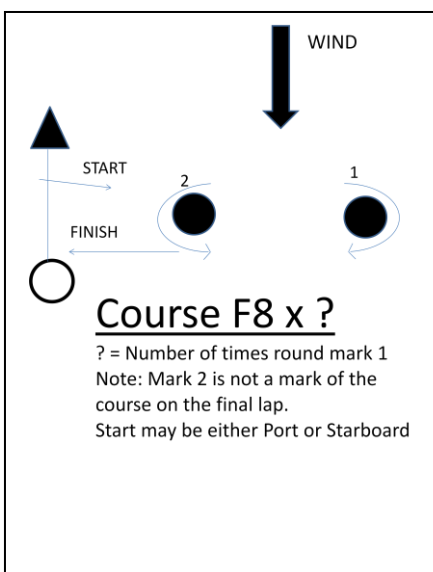 WIND
START
2
1
FINISH
Course F8 x ?
? = Number of times round mark 1
Note: Mark 2 is not a mark of the
course on the final lap.
Start may be either Port or Starboard